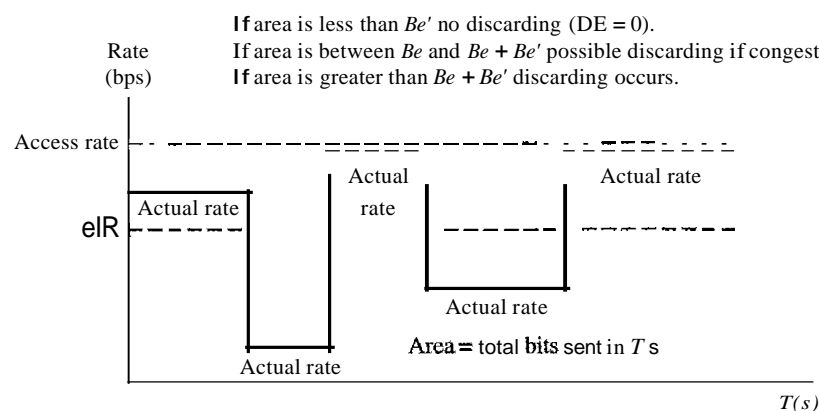 If area is less than Be' no discarding (DE = 0).
If area is between Be and Be + Be' possible discarding if congest
If area is greater than Be + Be' discarding occurs.
Rate
(bps)
Access rate
Actual rate
Actual
rate
Actual rate
eIR
Actual rate
Area = total bits sent in T s
Actual rate
T(s)